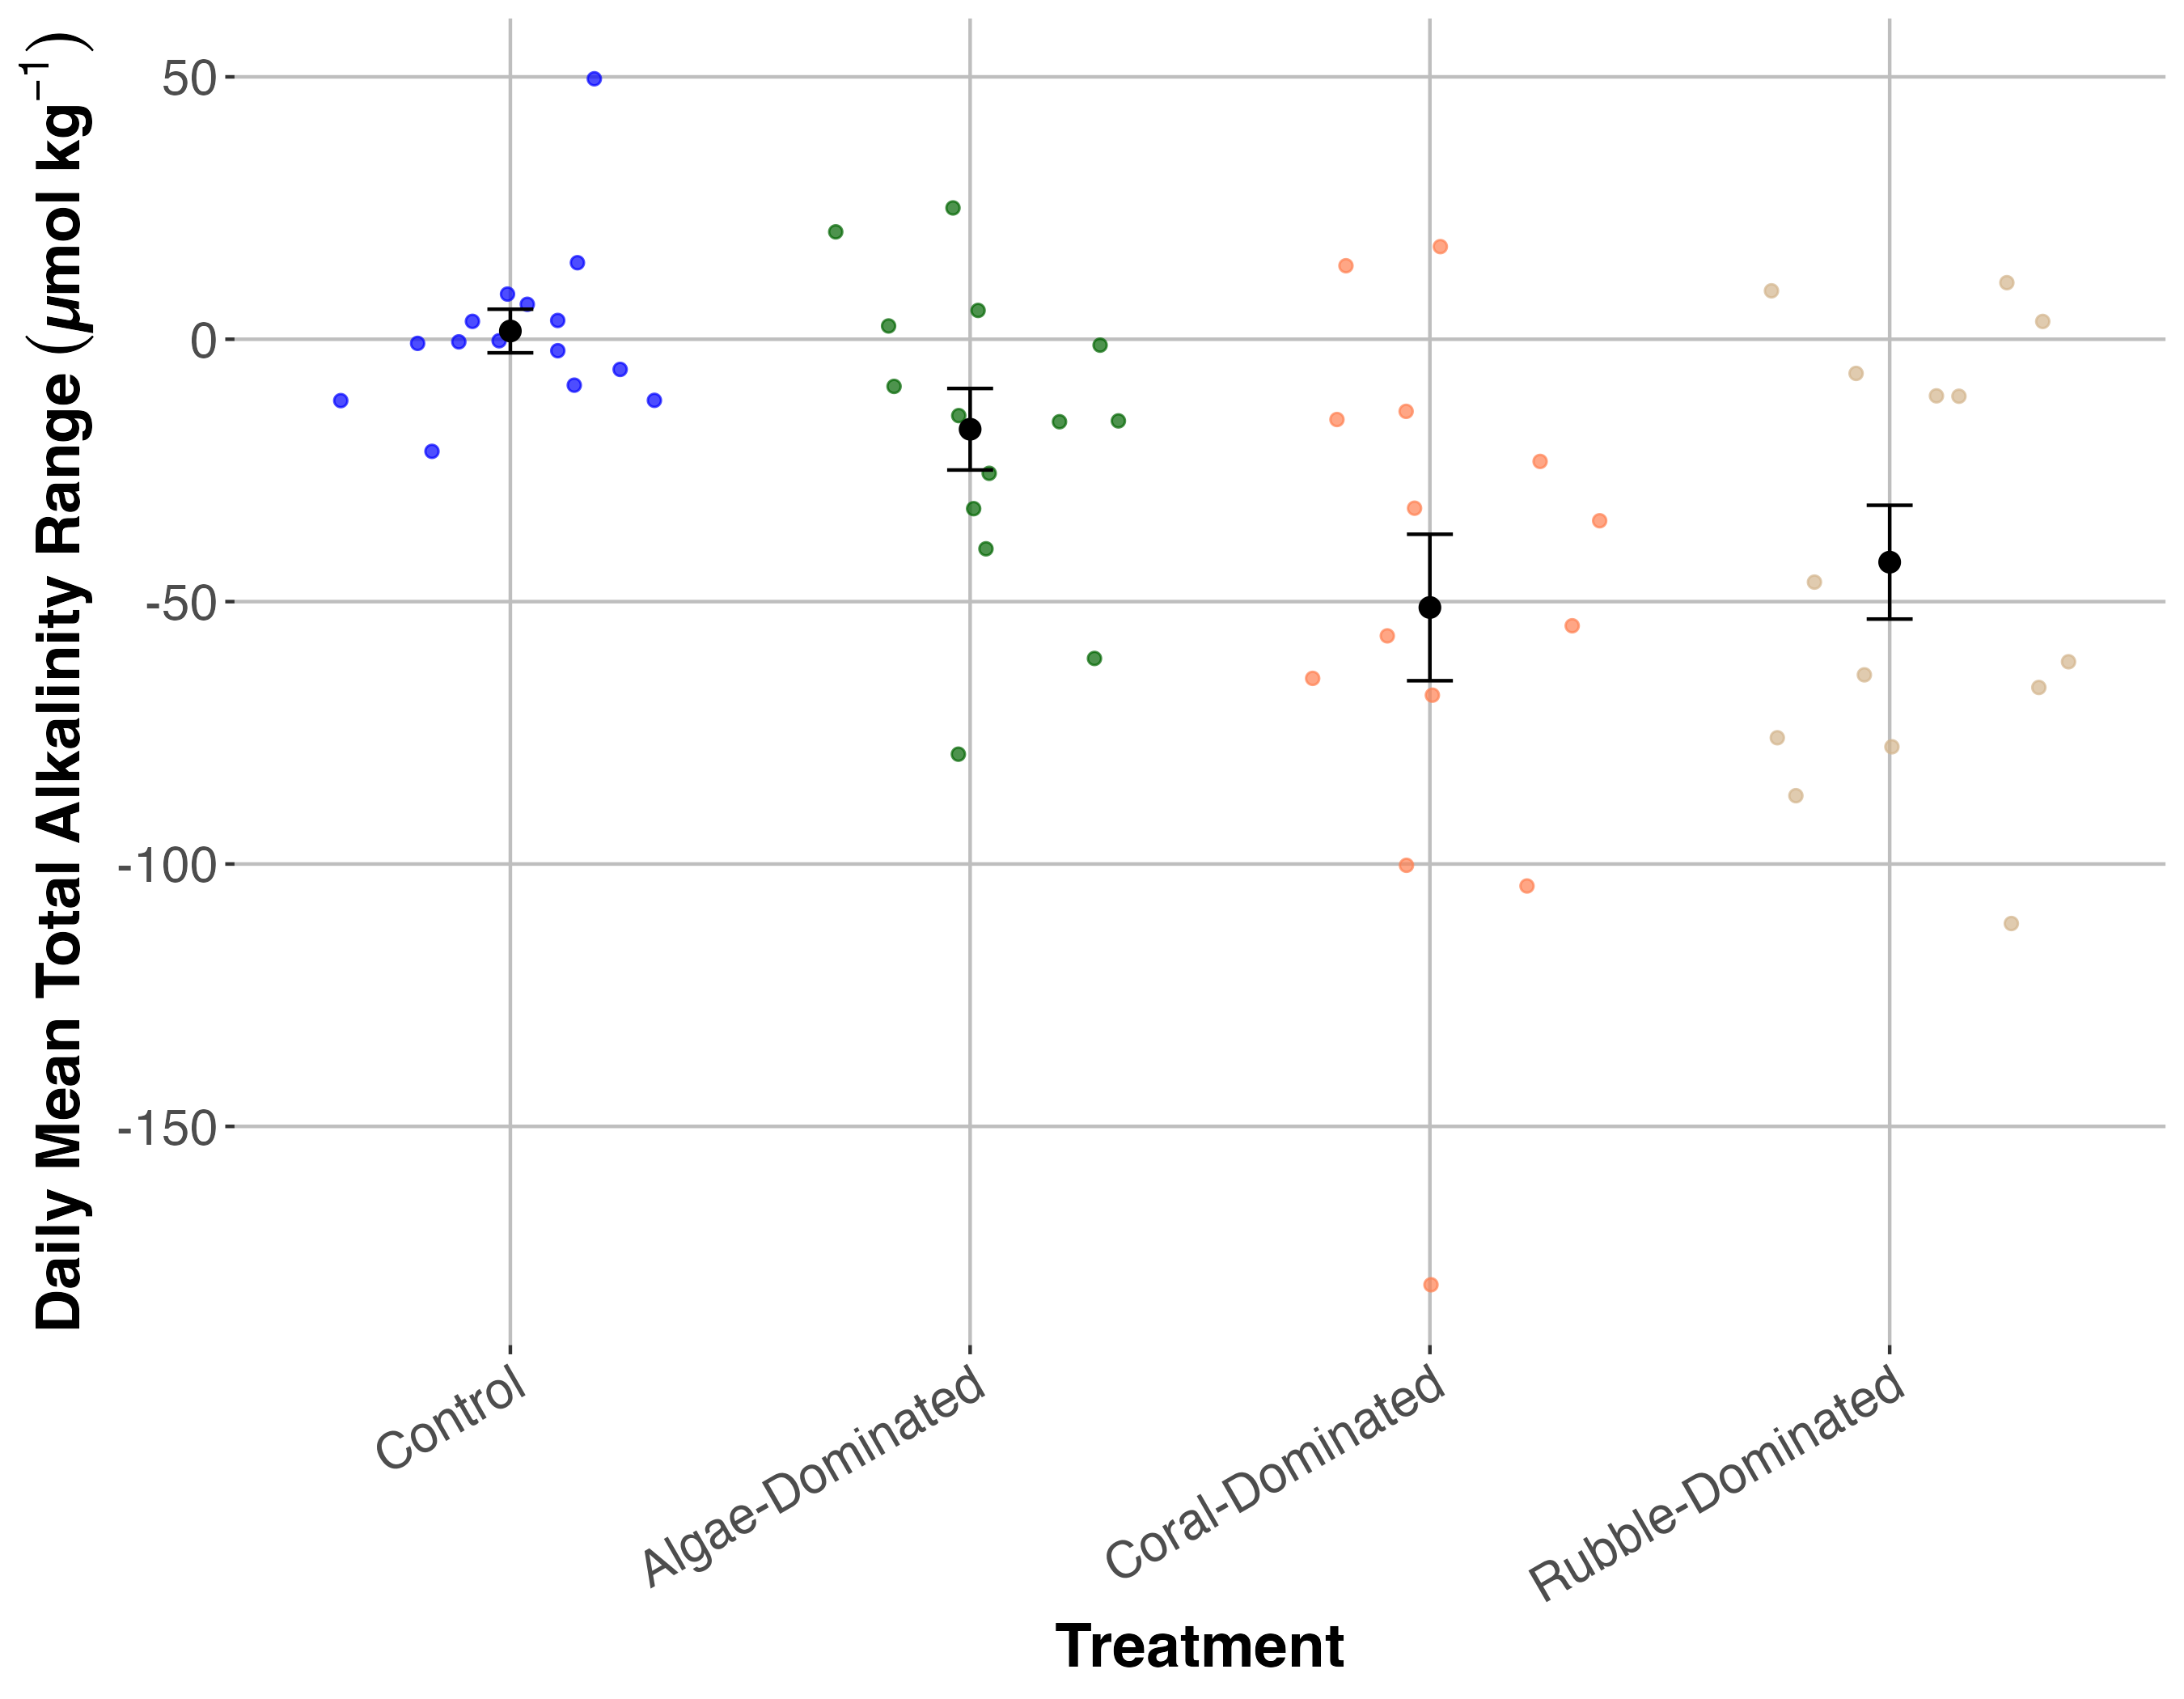 Daily Mean Total Alkalinity Range (μmol kg⁻¹)
50
0
-50
-100
-150
Control
Algae-Dominated
Coral-Dominated
Rubble-Dominated
Treatment